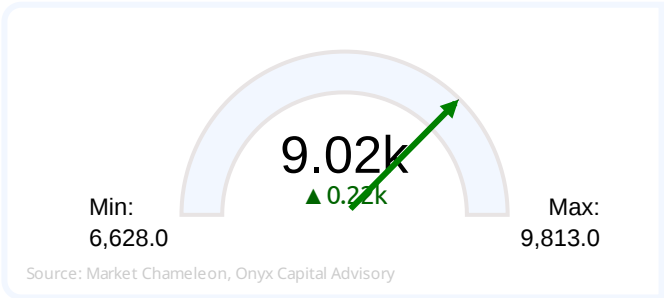 9.02k
▲0.22k
Min:
6,628.0
Max:
9,813.0
Source: Market Chameleon, Onyx Capital Advisory